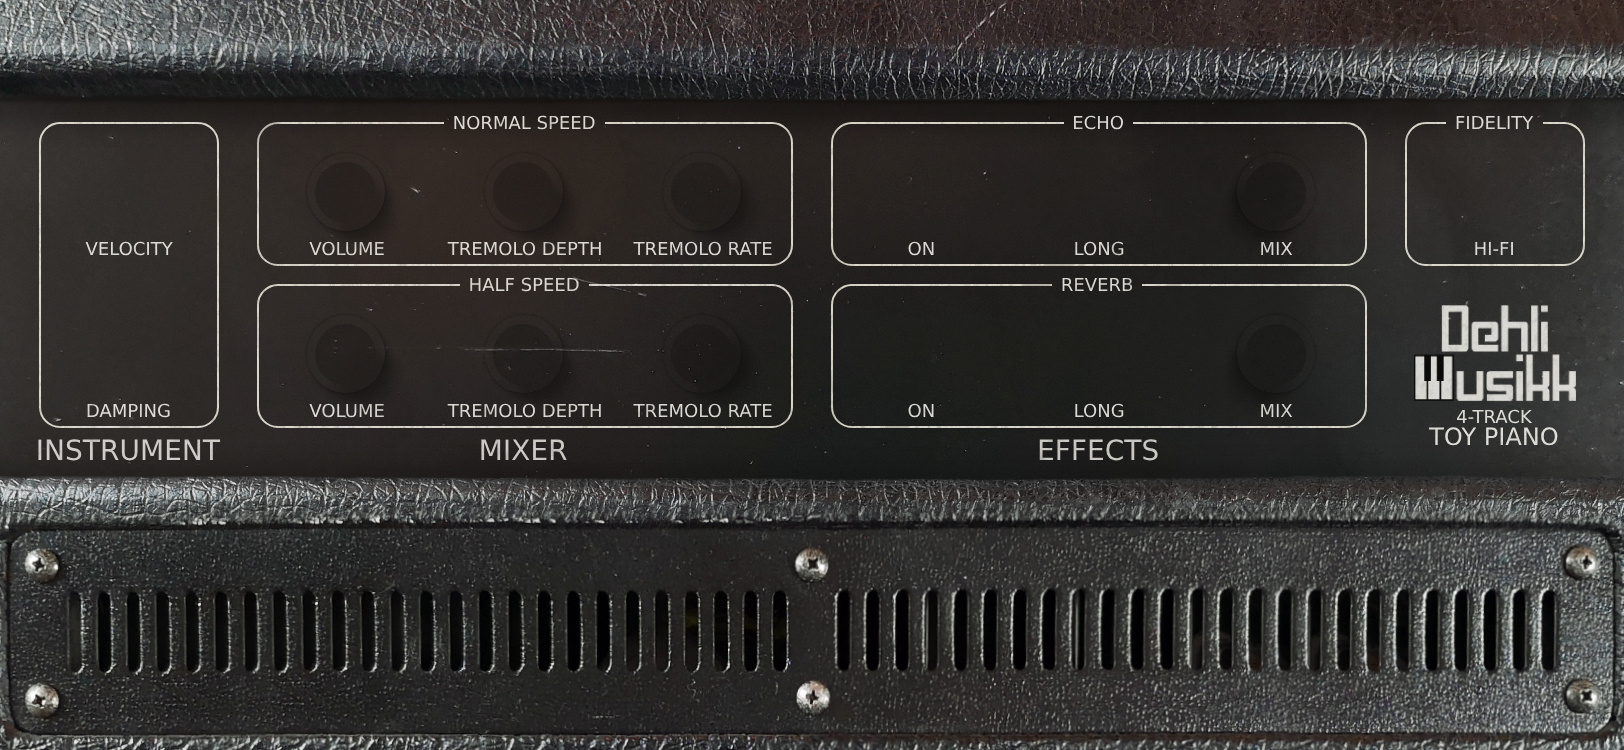 VELOCITY
DAMPING
INSTRUMENT
NORMAL SPEED
VOLUME TREMOLO DEPTH TREMOLO RATE
HALF SPEED
VOLUME TREMOLO DEPTH TREMOLO RATE
MIXER
ECHO
ON LONG MIX
REVERB
ON LONG MIX
EFFECTS
FIDELITY
HI-FI
Dehli
Musikk
4-TRACK
TOY PIANO